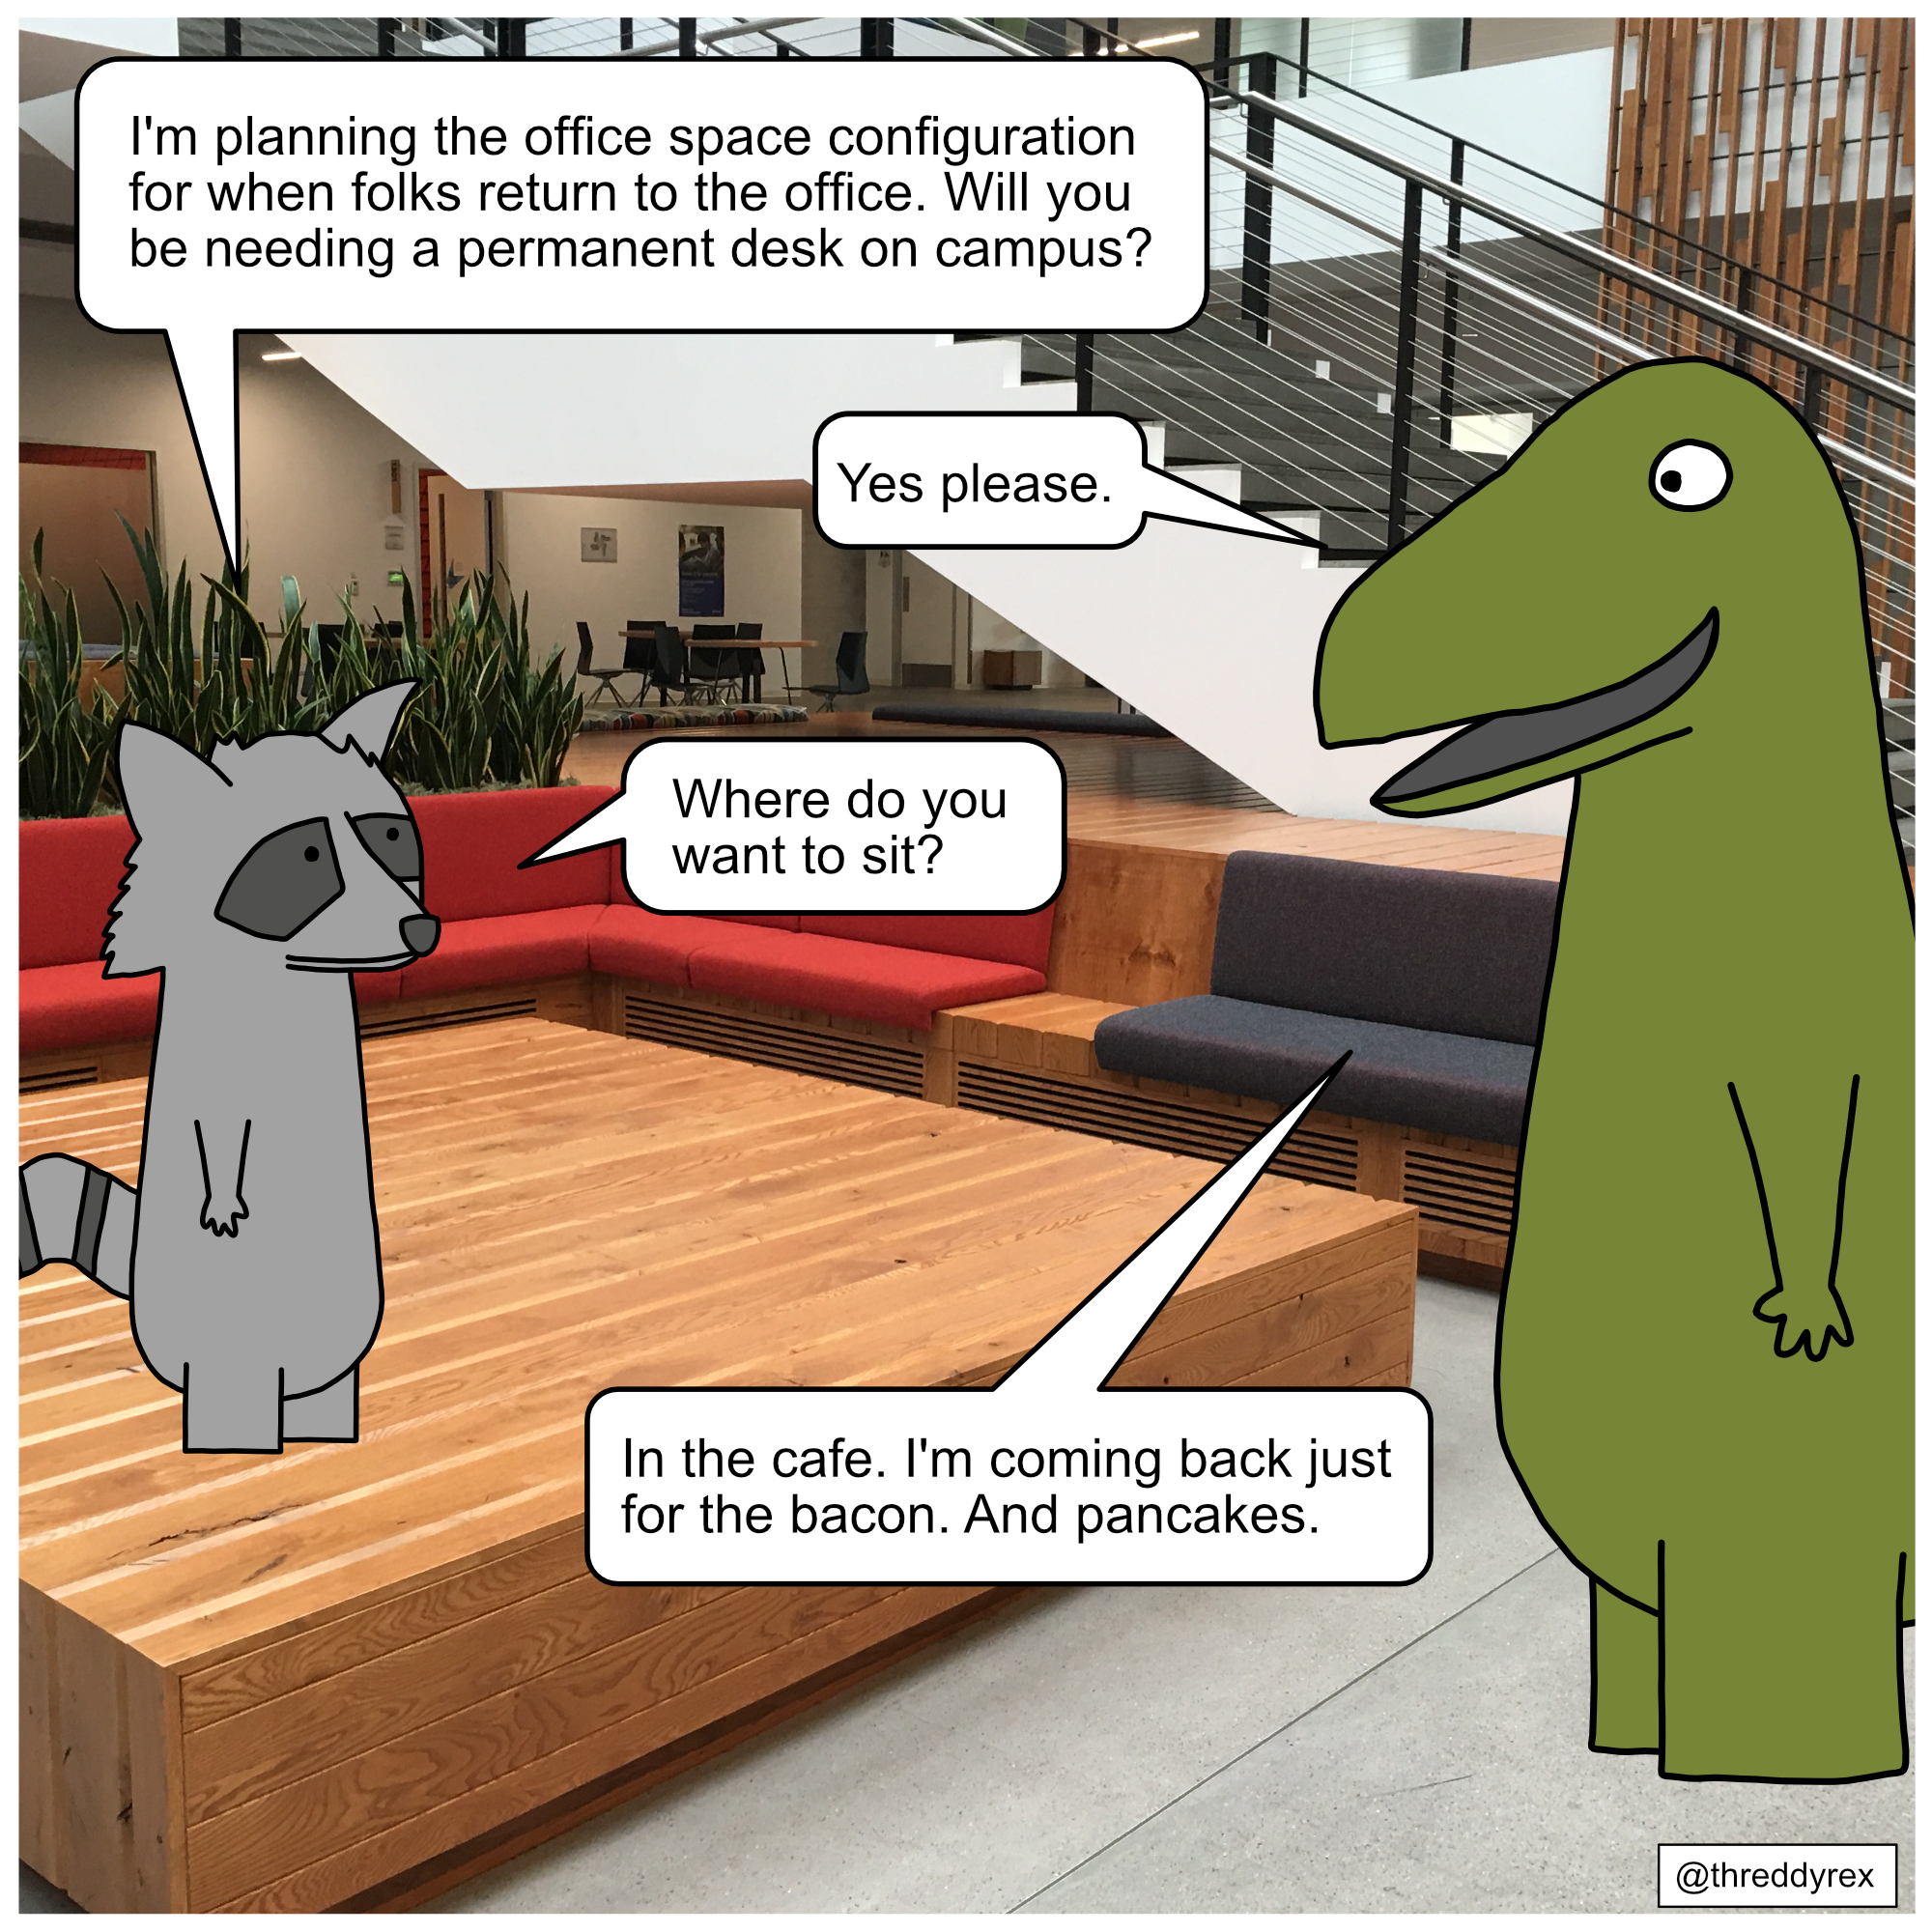 I'm planning the office space configuration
for when folks return to the office. Will you
be needing a permanent desk on campus?
Yes please.
Where do you
want to sit?
In the cafe. I'm coming back just
for the bacon. And pancakes.
@threddyrex